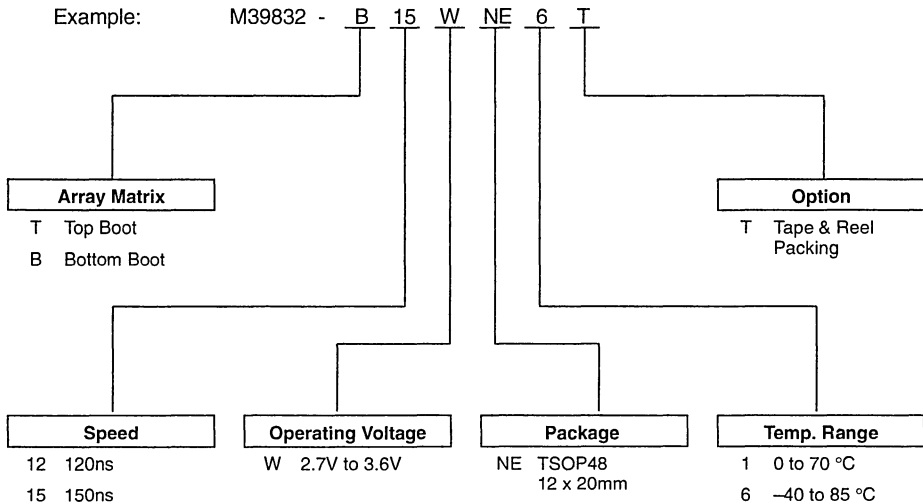 Example: M39832 - B 15 W NE 6 T
Array Matrix
T Top Boot
B Bottom Boot
Option
T Tape & Reel
Packing
Speed
12 120ns
15 150ns
Operating Voltage
W 2.7V to 3.6V
Package
NE TSOP48
12 x 20mm
Temp. Range
1 0 to 70 °C
6 –40 to 85 °C